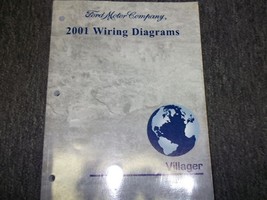 Ford Motor Company,
2001 Wiring Diagrams
Villager